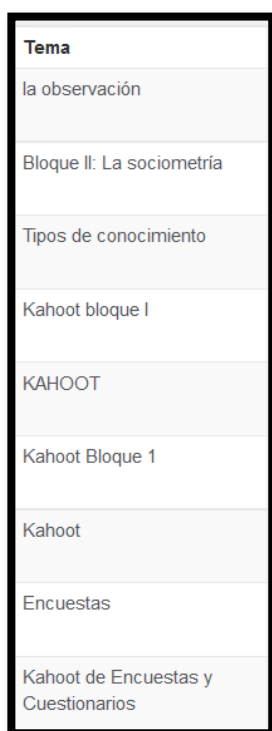 Tema
la observación
Bloque II: La sociometría
Tipos de conocimiento
Kahoot bloque I
KAHOOT
Kahoot Bloque 1
Kahoot
Encuestas
Kahoot de Encuestas y
Cuestionarios